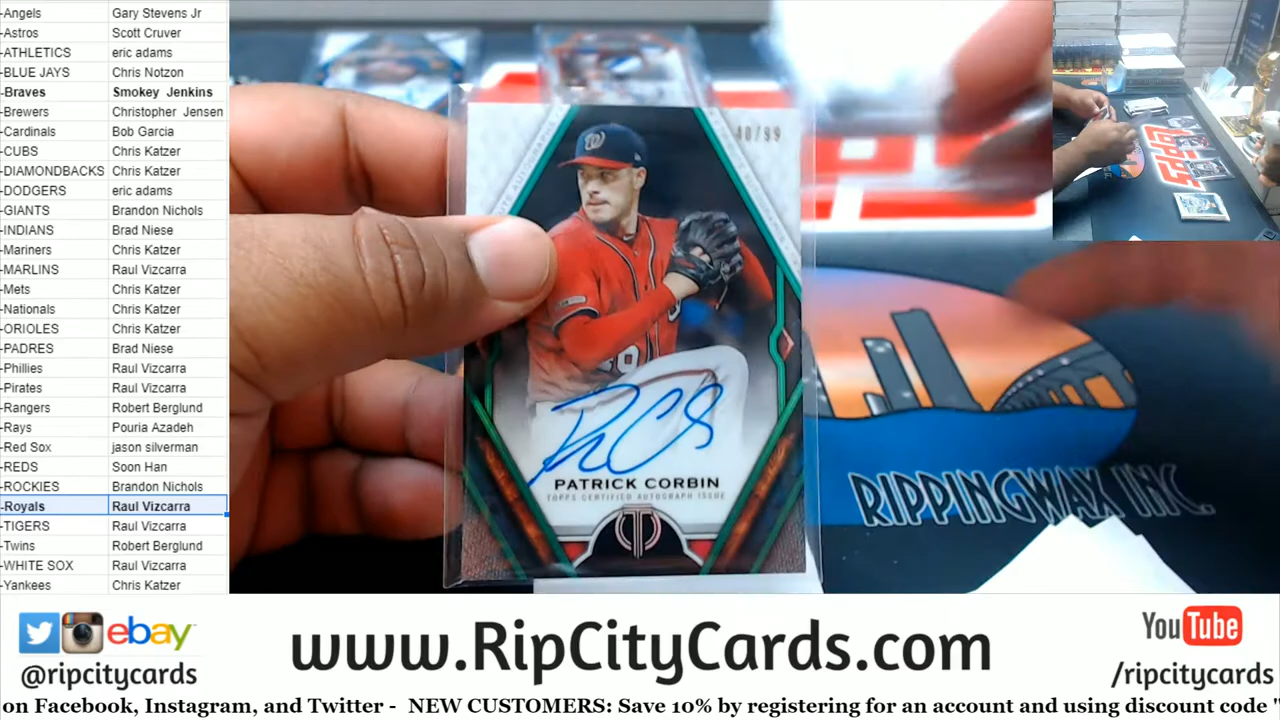 -Angels Gary Stevens Jr
-Astros Scott Cruver
-ATHLETICS eric adams
-BLUE JAYS Chris Notzon
-Braves Smokey Jenkins
-Brewers Christopher Jensen
-Cardinals Bob Garcia
-CUBS Chris Katzer
-DIAMONDBACKS Chris Katzer
-DODGERS eric adams
-GIANTS Brandon Nichols
-INDIANS Brad Niese
-Mariners Chris Katzer
-MARLINS Raul Vizcarra
-Mets Chris Katzer
-Nationals Chris Katzer
-ORIOLES Chris Katzer
-PADRES Brad Niese
-Phillies Raul Vizcarra
-Pirates Raul Vizcarra
-Rangers Robert Berglund
-Rays Pouria Azadeh
-Red Sox jason silverman
-REDS Soon Han
-ROCKIES Brandon Nichols
-Royals Raul Vizcarra
-TIGERS Raul Vizcarra
-Twins Robert Berglund
-WHITE SOX Raul Vizcarra
-Yankees Chris Katzer
40/99
W
PATRICK CORBIN
TOPPS CERTIFIED AUTOGRAPH ISSUE
TOPPS
RIPPINGWAX INC.
ebay
@ripcitycards
www.RipCityCards.com
YouTube
/ripcitycards
on Facebook, Instagram, and Twitter - NEW CUSTOMERS: Save 10% by registering for an account and using discount code "